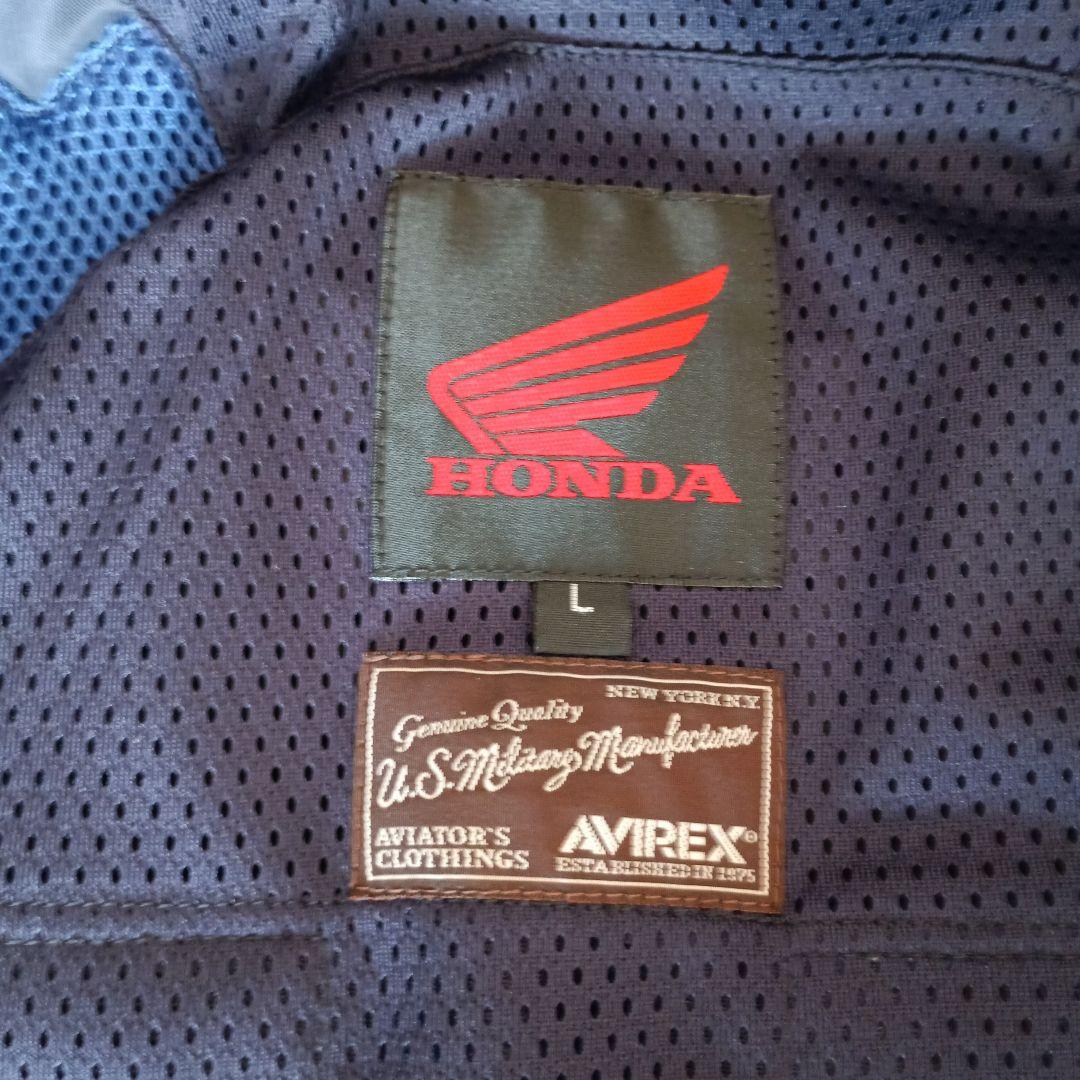 HONDA
L
NEW YORK N.Y.
Genuine Quality
U.S. Military Manufacturer
AVIATOR'S
CLOTHINGS
AVIREX®
ESTABLISHED IN 1975